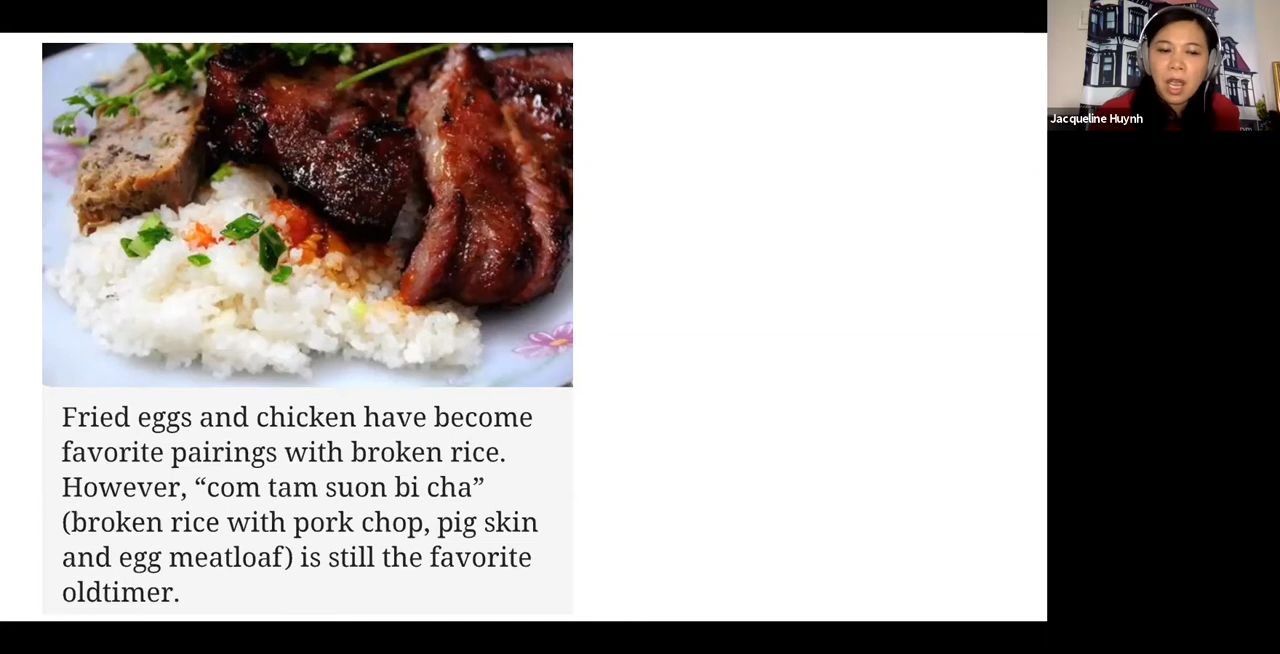 Jacqueline Huynh
Fried eggs and chicken have become
favorite pairings with broken rice.
However, “com tam suon bi cha”
(broken rice with pork chop, pig skin
and egg meatloaf) is still the favorite
oldtimer.